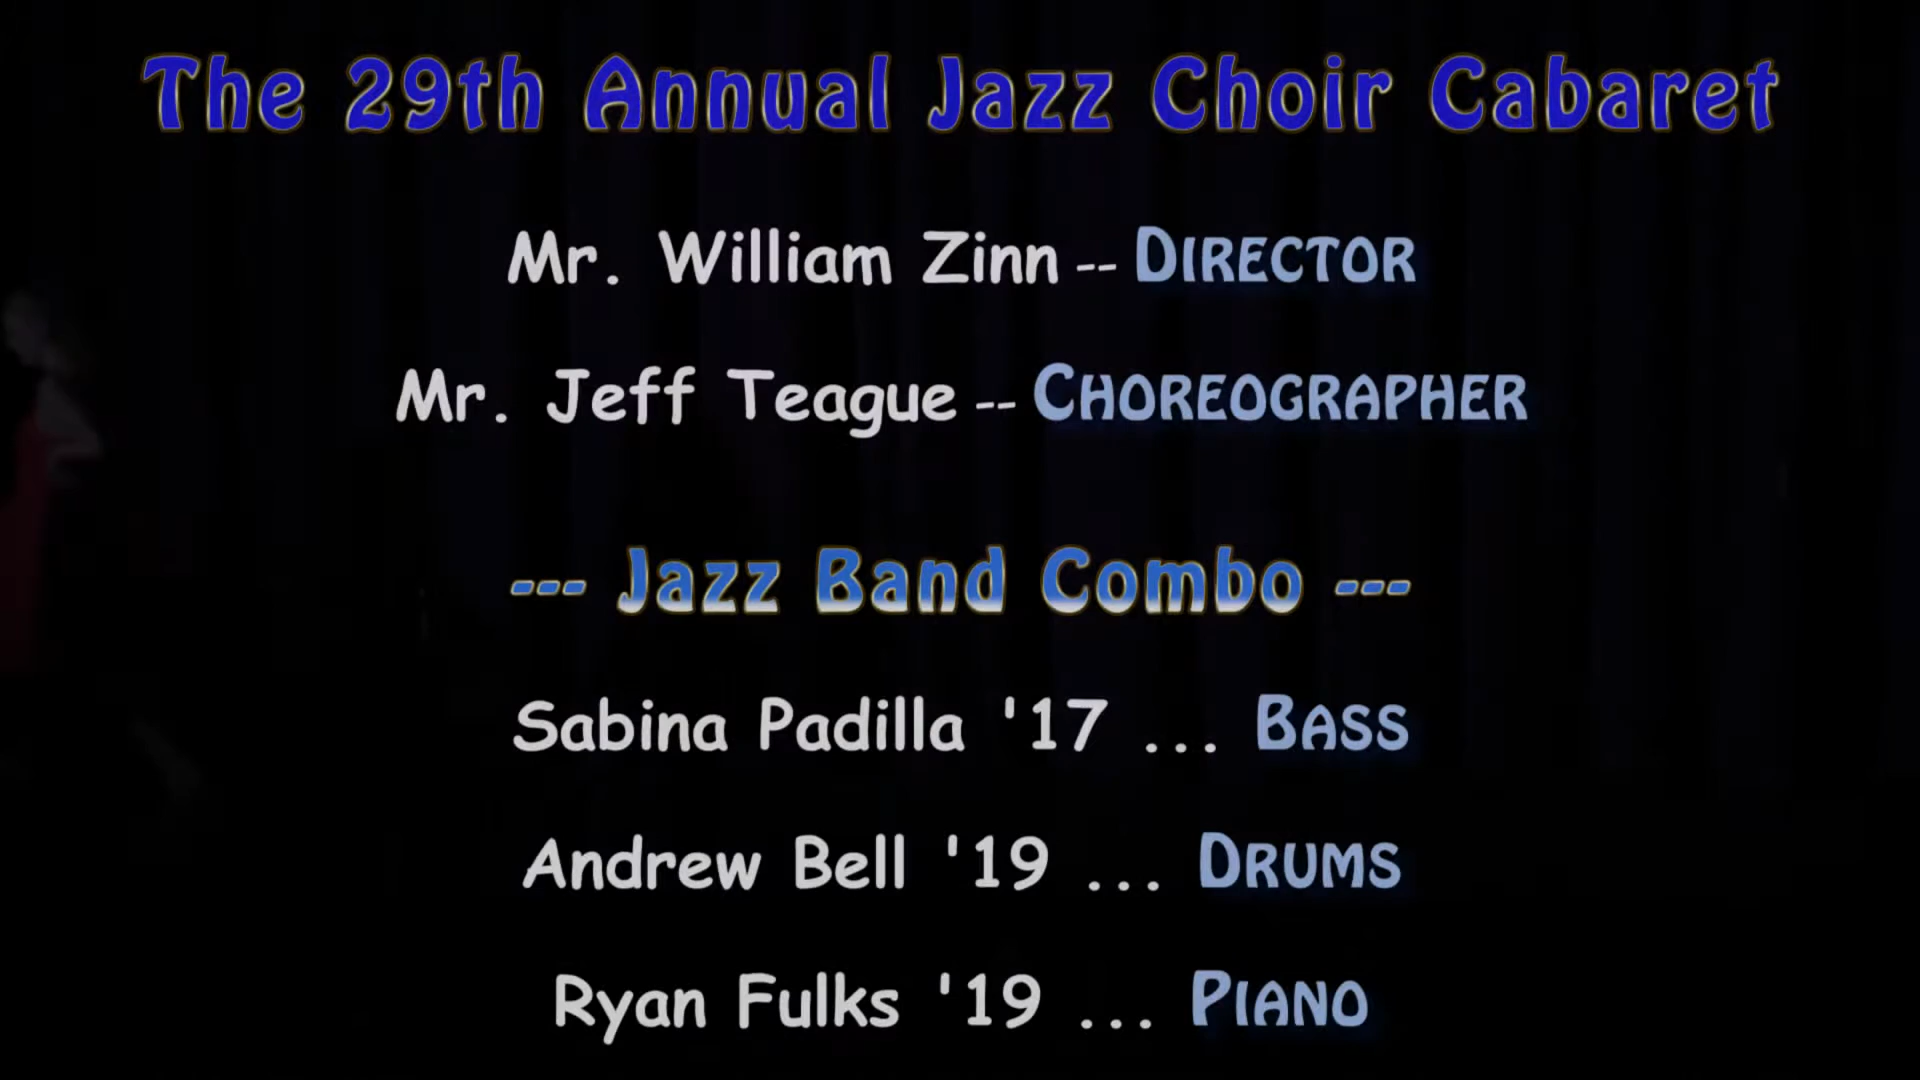 The 29th Annual Jazz Choir Cabaret
Mr. William Zinn -- DIRECTOR
Mr. Jeff Teague -- CHOREOGRAPHER
--- Jazz Band Combo ---
Sabina Padilla '17 ... BASS
Andrew Bell '19 ... DRUMS
Ryan Fulks '19 ... PIANO